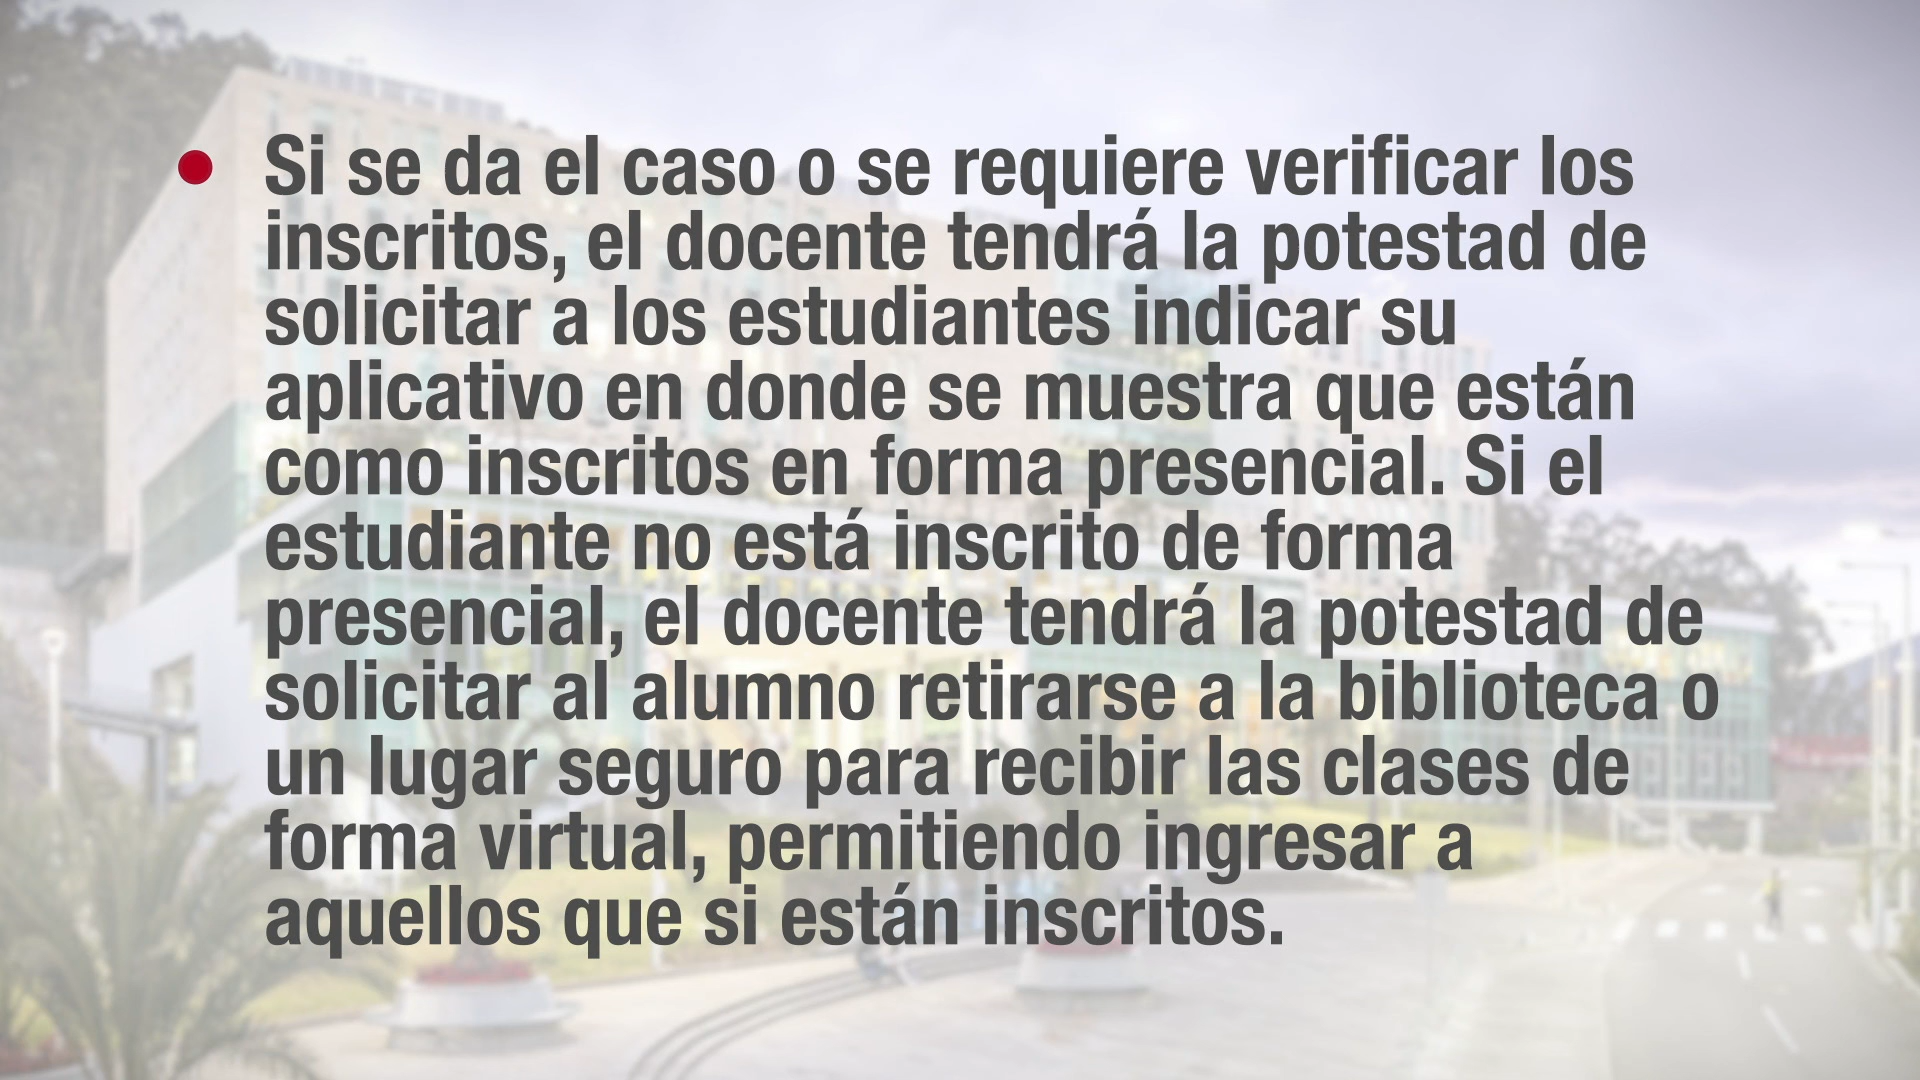 Si se da el caso o se requiere verificar los
inscritos, el docente tendrá la potestad de
solicitar a los estudiantes indicar su
aplicativo en donde se muestra que están
como inscritos en forma presencial. Si el
estudiante no está inscrito de forma
presencial, el docente tendrá la potestad de
solicitar al alumno retirarse a la biblioteca o
un lugar seguro para recibir las clases de
forma virtual, permitiendo ingresar a
aquellos que si están inscritos.